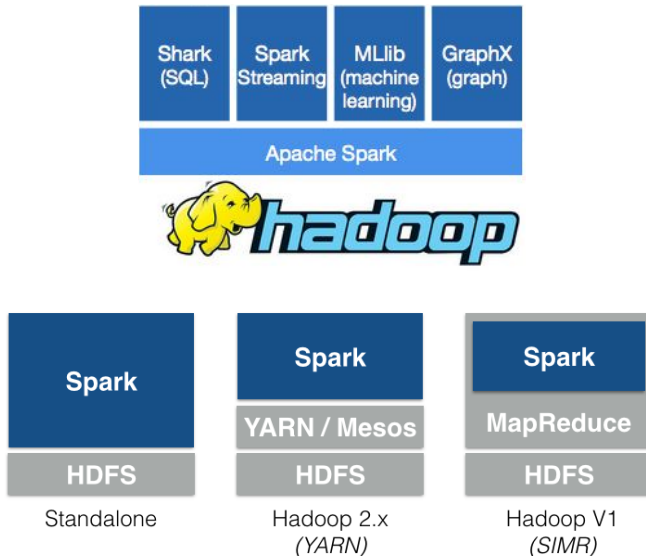 Shark
(SQL)
Spark
Streaming
MLlib
(machine
learning)
GraphX
(graph)
Apache Spark
hadoop
Spark
HDFS
Standalone
Spark
YARN / Mesos
HDFS
Hadoop 2.x
(YARN)
Spark
MapReduce
HDFS
Hadoop V1
(SIMR)